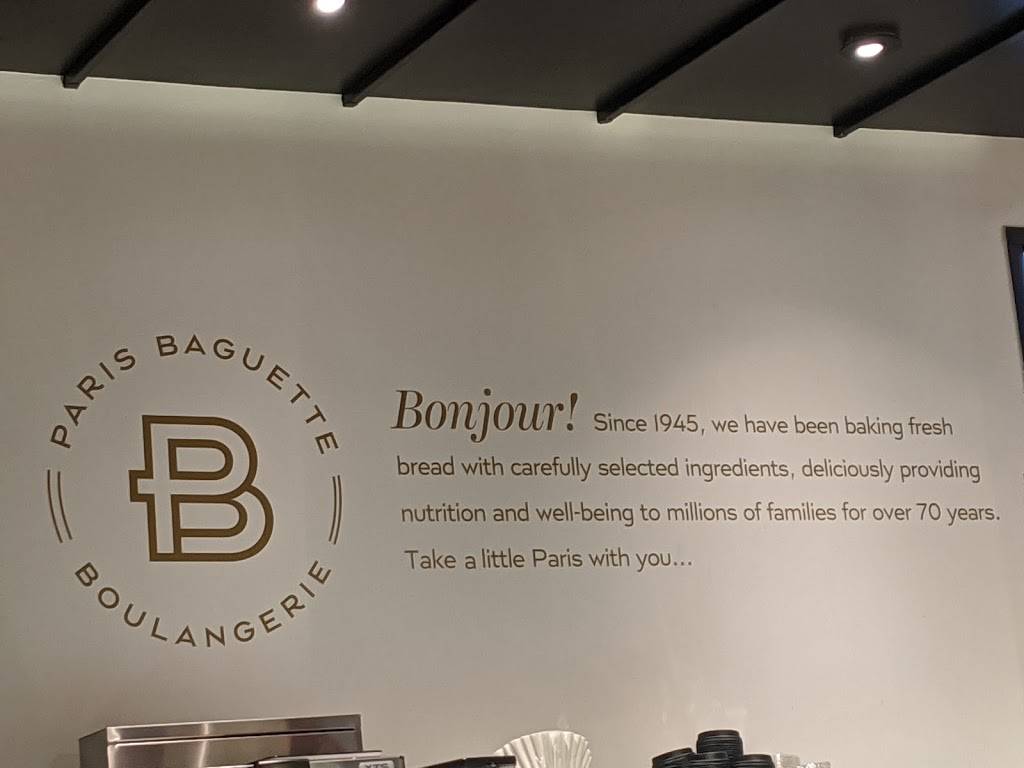 PARIS BAGUETTE
B
BOULANGERIE
Bonjour! Since 1945, we have been baking fresh
bread with carefully selected ingredients, deliciously providing
nutrition and well-being to millions of families for over 70 years.
Take a little Paris with you...